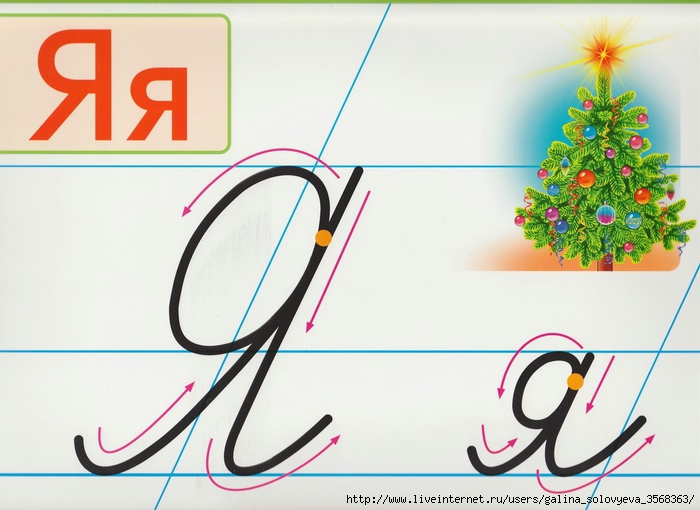 Яя
Я я
http://www.liveinternet.ru/users/galina_solovyeva_3568363/